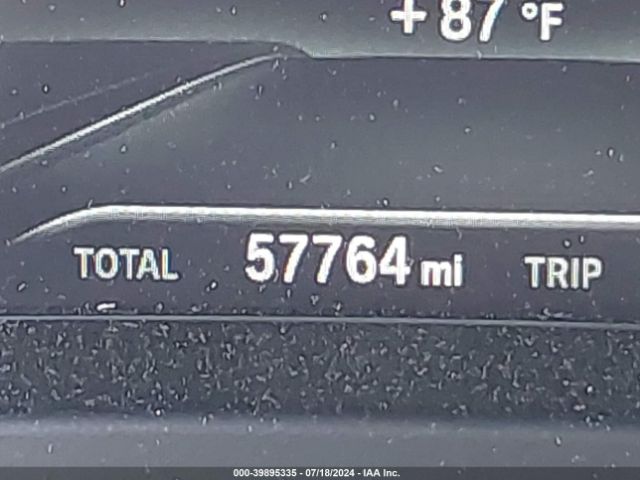 +87 °F
TOTAL 57764 mi TRIP
000-39895335 - 07/18/2024 - IAA Inc.